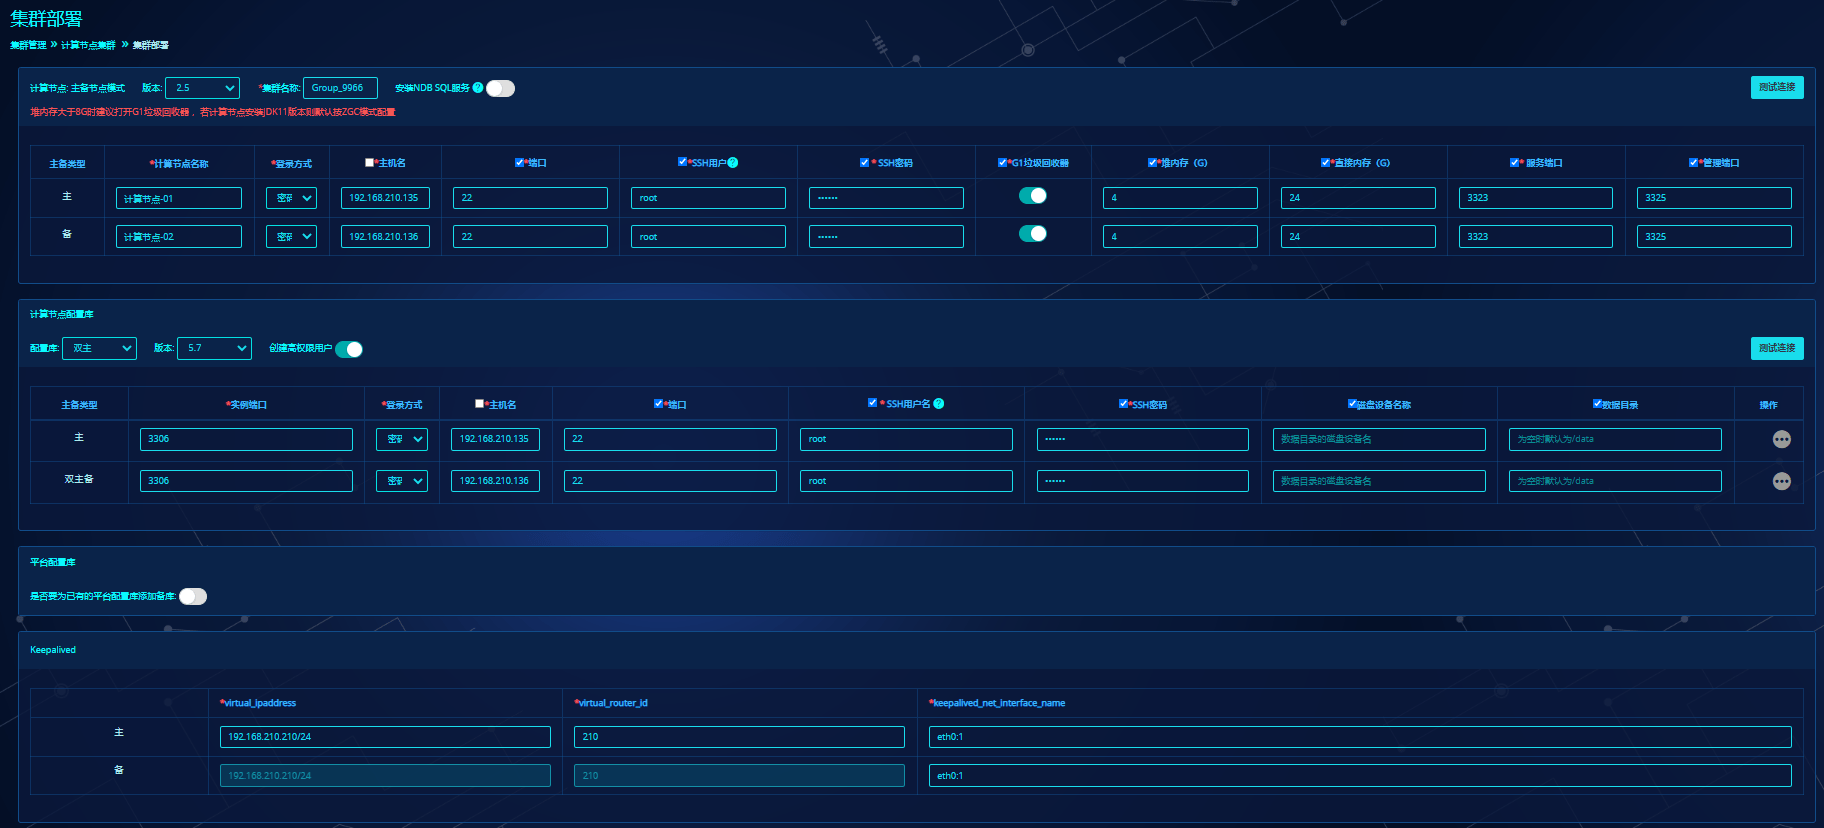 集群部署
集群管理 » 计算节点集群 » 集群部署
计算节点: 主备节点模式 版本: 2.5 *集群名称: Group_9966 安装NDB SQL服务 ?
测试连接
堆内存大于8G时建议打开G1垃圾回收器，若计算节点安装JDK11版本则默认按ZGC模式配置
主备类型 *计算节点名称 *登录方式 *主机名 *端口 *SSH用户? * SSH密码 *G1垃圾回收器 *堆内存（G） *直接内存（G） * 服务端口 *管理端口
主 计算节点-01 密码 192.168.210.135 22 root •••••• 4 24 3323 3325
备 计算节点-02 密码 192.168.210.136 22 root •••••• 4 24 3323 3325
计算节点配置库
配置库: 双主 版本: 5.7 创建高权限用户
测试连接
主备类型 *实例端口 *登录方式 *主机名 *端口 * SSH用户名 ? *SSH密码 磁盘设备名称 数据目录 操作
主 3306 密码 192.168.210.135 22 root •••••• 数据目录的磁盘设备名 为空时默认为/data
双主备 3306 密码 192.168.210.136 22 root •••••• 数据目录的磁盘设备名 为空时默认为/data
平台配置库
是否要为已有的平台配置库添加备库:
Keepalived
*virtual_ipaddress *virtual_router_id *keepalived_net_interface_name
主 192.168.210.210/24 210 eth0:1
备 192.168.210.210/24 210 eth0:1